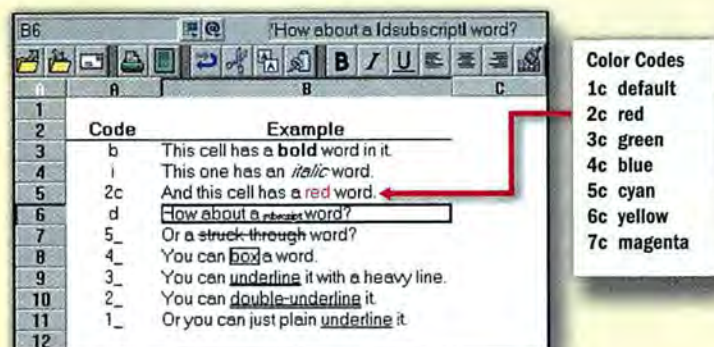 B6 'How about a ldsubscriptl word?
B I U
A B C
1
2 Code Example
3 b This cell has a bold word in it.
4 i This one has an italic word.
5 2c And this cell has a red word.
6 d How about a subscript word?
7 5_ Or a struck through word?
8 4_ You can box a word.
9 3_ You can underline it with a heavy line.
10 2_ You can double-underline it.
11 1_ Or you can just plain underline it.
12
Color Codes
1c default
2c red
3c green
4c blue
5c cyan
6c yellow
7c magenta